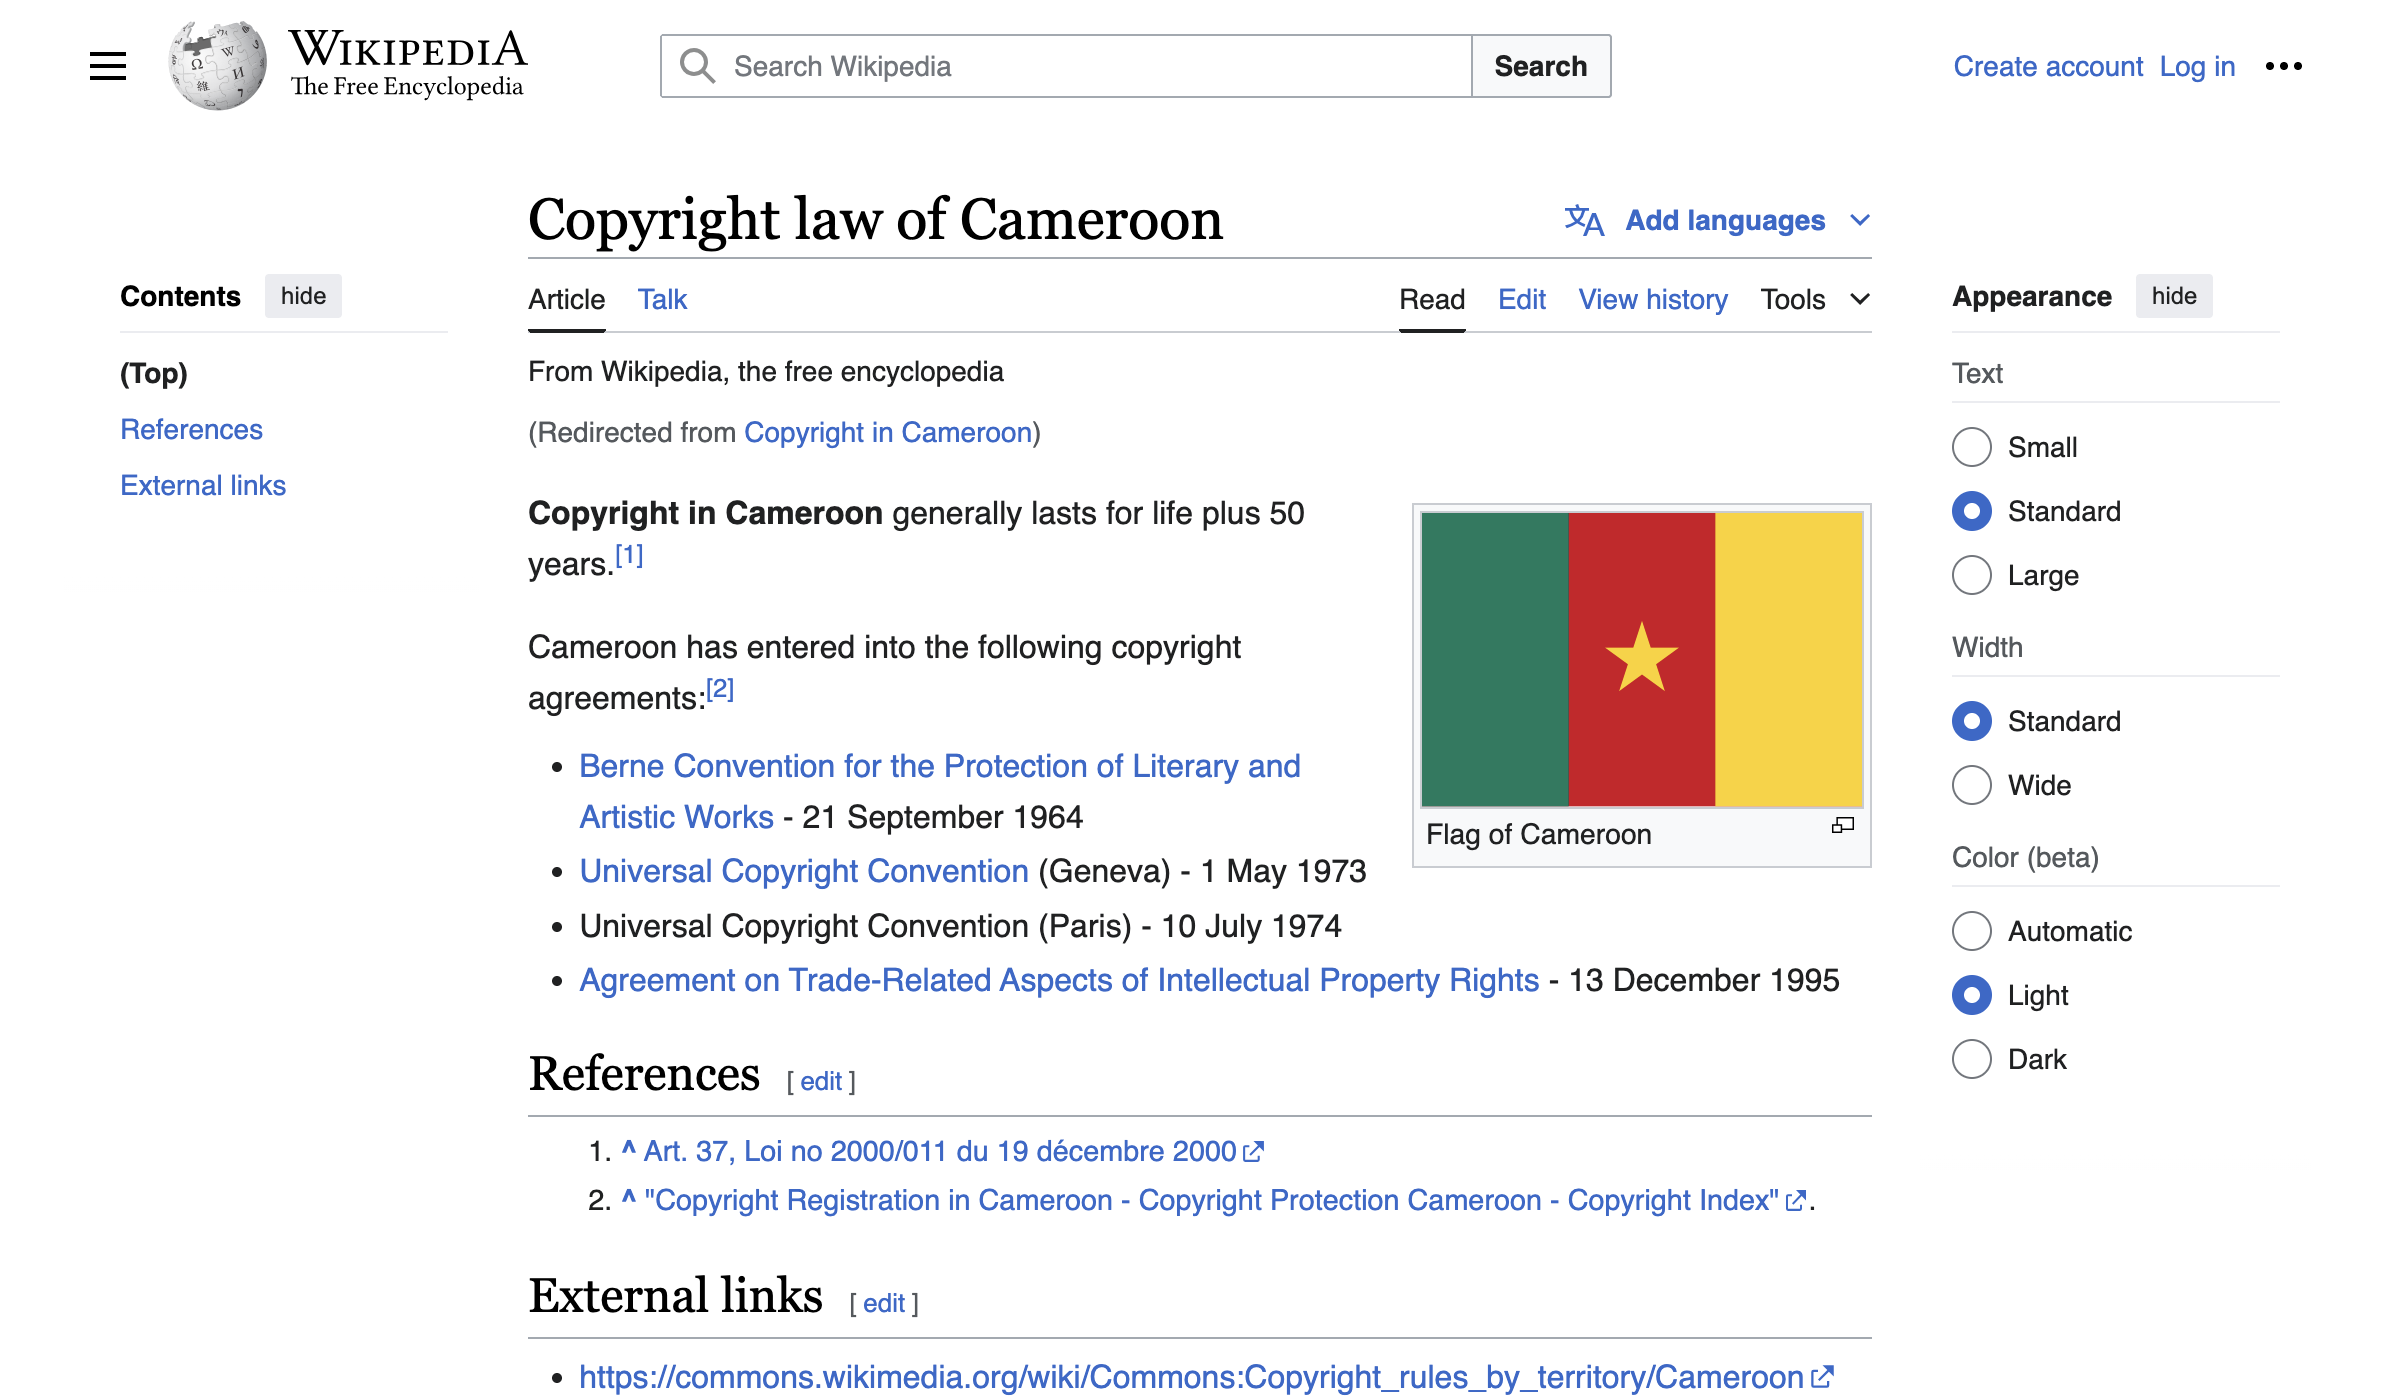 WIKIPEDIA
The Free Encyclopedia
Search Wikipedia
Search
Create account Log in
Copyright law of Cameroon
Add languages
Contents hide
(Top)
References
External links
Article Talk
Read Edit View history Tools
From Wikipedia, the free encyclopedia
(Redirected from Copyright in Cameroon)
Copyright in Cameroon generally lasts for life plus 50
years.[1]
Cameroon has entered into the following copyright
agreements:[2]
• Berne Convention for the Protection of Literary and
Artistic Works - 21 September 1964
• Universal Copyright Convention (Geneva) - 1 May 1973
• Universal Copyright Convention (Paris) - 10 July 1974
• Agreement on Trade-Related Aspects of Intellectual Property Rights - 13 December 1995
Flag of Cameroon
References [ edit ]
1. ^ Art. 37, Loi no 2000/011 du 19 décembre 2000
2. ^ "Copyright Registration in Cameroon - Copyright Protection Cameroon - Copyright Index".
External links [ edit ]
• https://commons.wikimedia.org/wiki/Commons:Copyright_rules_by_territory/Cameroon
Appearance hide
Text
Small
Standard
Large
Width
Standard
Wide
Color (beta)
Automatic
Light
Dark